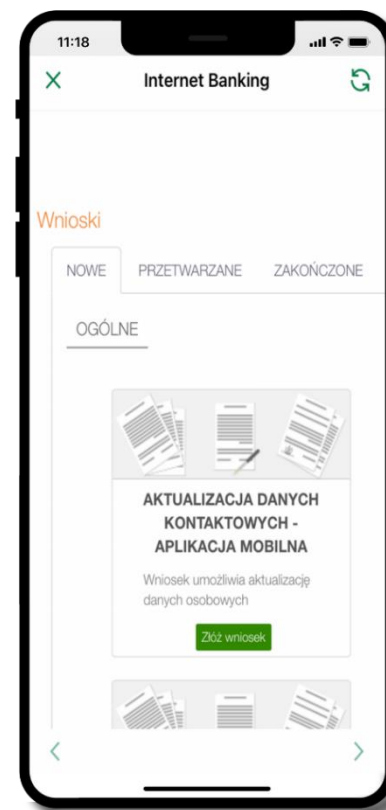 11:18
Internet Banking
Wnioski
NOWE PRZETWARZANE ZAKOŃCZONE
OGÓLNE
AKTUALIZACJA DANYCH
KONTAKTOWYCH -
APLIKACJA MOBILNA
Wniosek umożliwia aktualizację
danych osobowych
Złóż wniosek